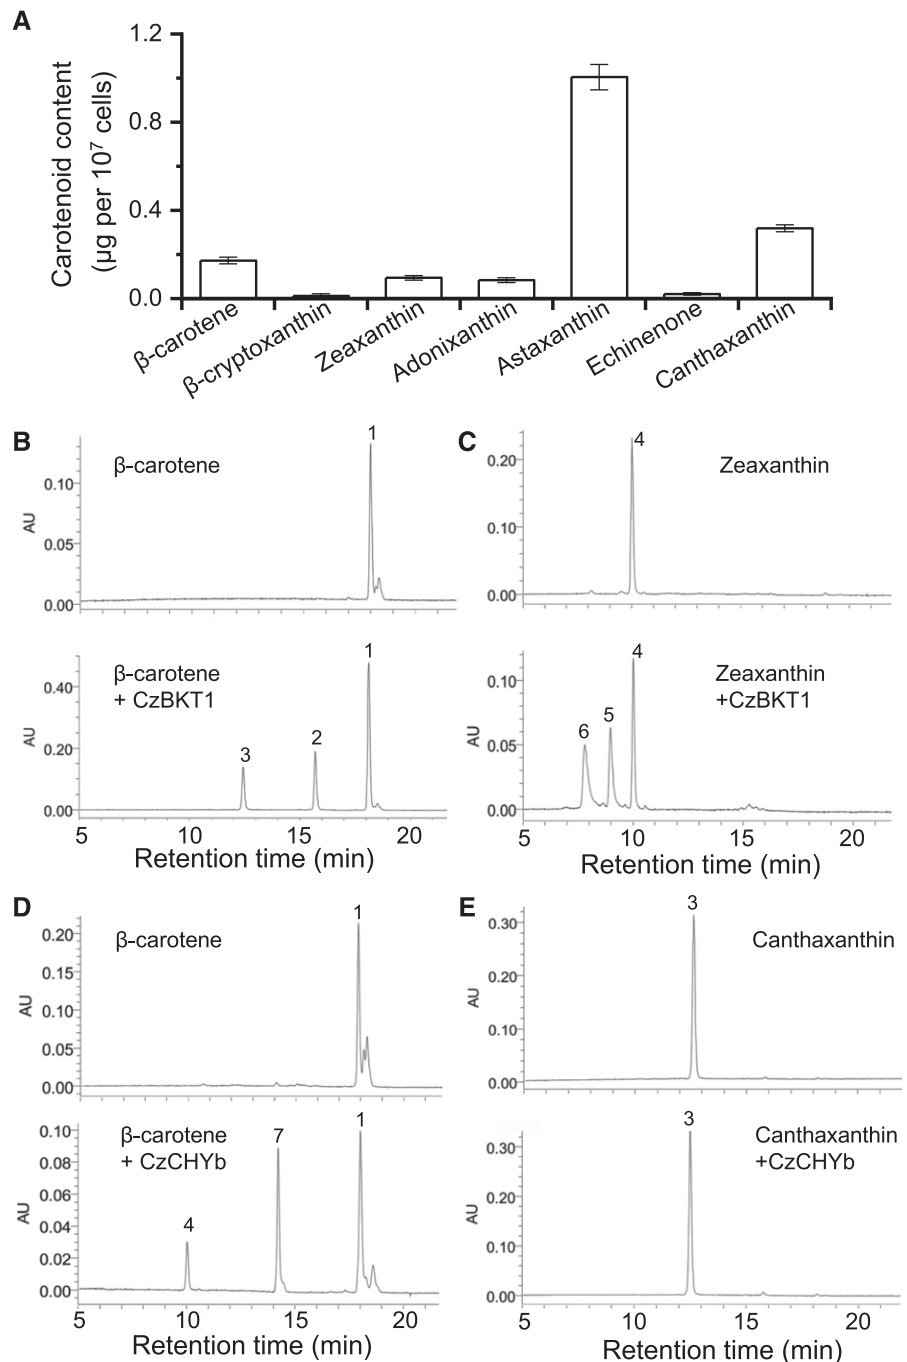 A
Carotenoid content
(µg per 10⁷ cells)
1.2
0.8
0.4
0.0
β-carotene
β-cryptoxanthin
Zeaxanthin
Adonixanthin
Astaxanthin
Echinenone
Canthaxanthin
B
β-carotene
1
AU
0.10
0.05
0.00
β-carotene
+ CzBKT1
3
2
1
AU
0.40
0.20
0.00
5 10 15 20
Retention time (min)
C
Zeaxanthin
4
AU
0.20
0.10
0.00
Zeaxanthin
+CzBKT1
6
5
4
AU
0.10
0.05
0.00
5 10 15 20
Retention time (min)
D
β-carotene
1
AU
0.20
0.15
0.10
0.05
0.00
β-carotene
+ CzCHYb
4
7
1
AU
0.10
0.08
0.06
0.04
0.02
0.00
5 10 15 20
Retention time (min)
E
Canthaxanthin
3
AU
0.30
0.20
0.10
0.00
Canthaxanthin
+CzCHYb
3
AU
0.30
0.20
0.10
0.00
5 10 15 20
Retention time (min)